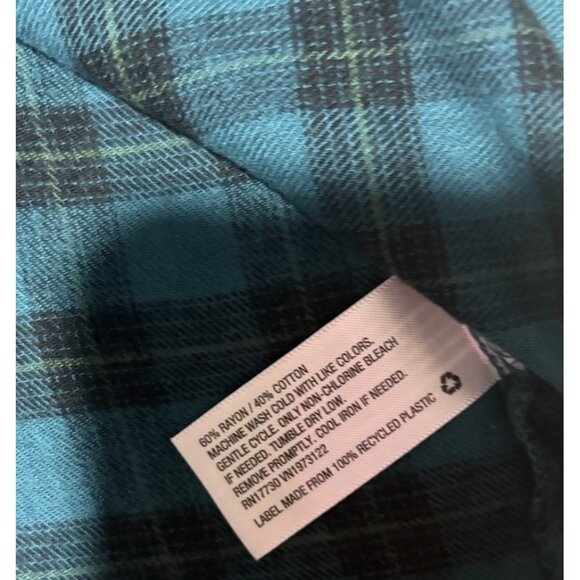 60% RAYON / 40% COTTON
MACHINE WASH COLD WITH LIKE COLORS.
GENTLE CYCLE. ONLY NON-CHLORINE BLEACH
IF NEEDED. TUMBLE DRY LOW.
REMOVE PROMPTLY. COOL IRON IF NEEDED.
RN17730 VN1973122
LABEL MADE FROM 100% RECYCLED PLASTIC